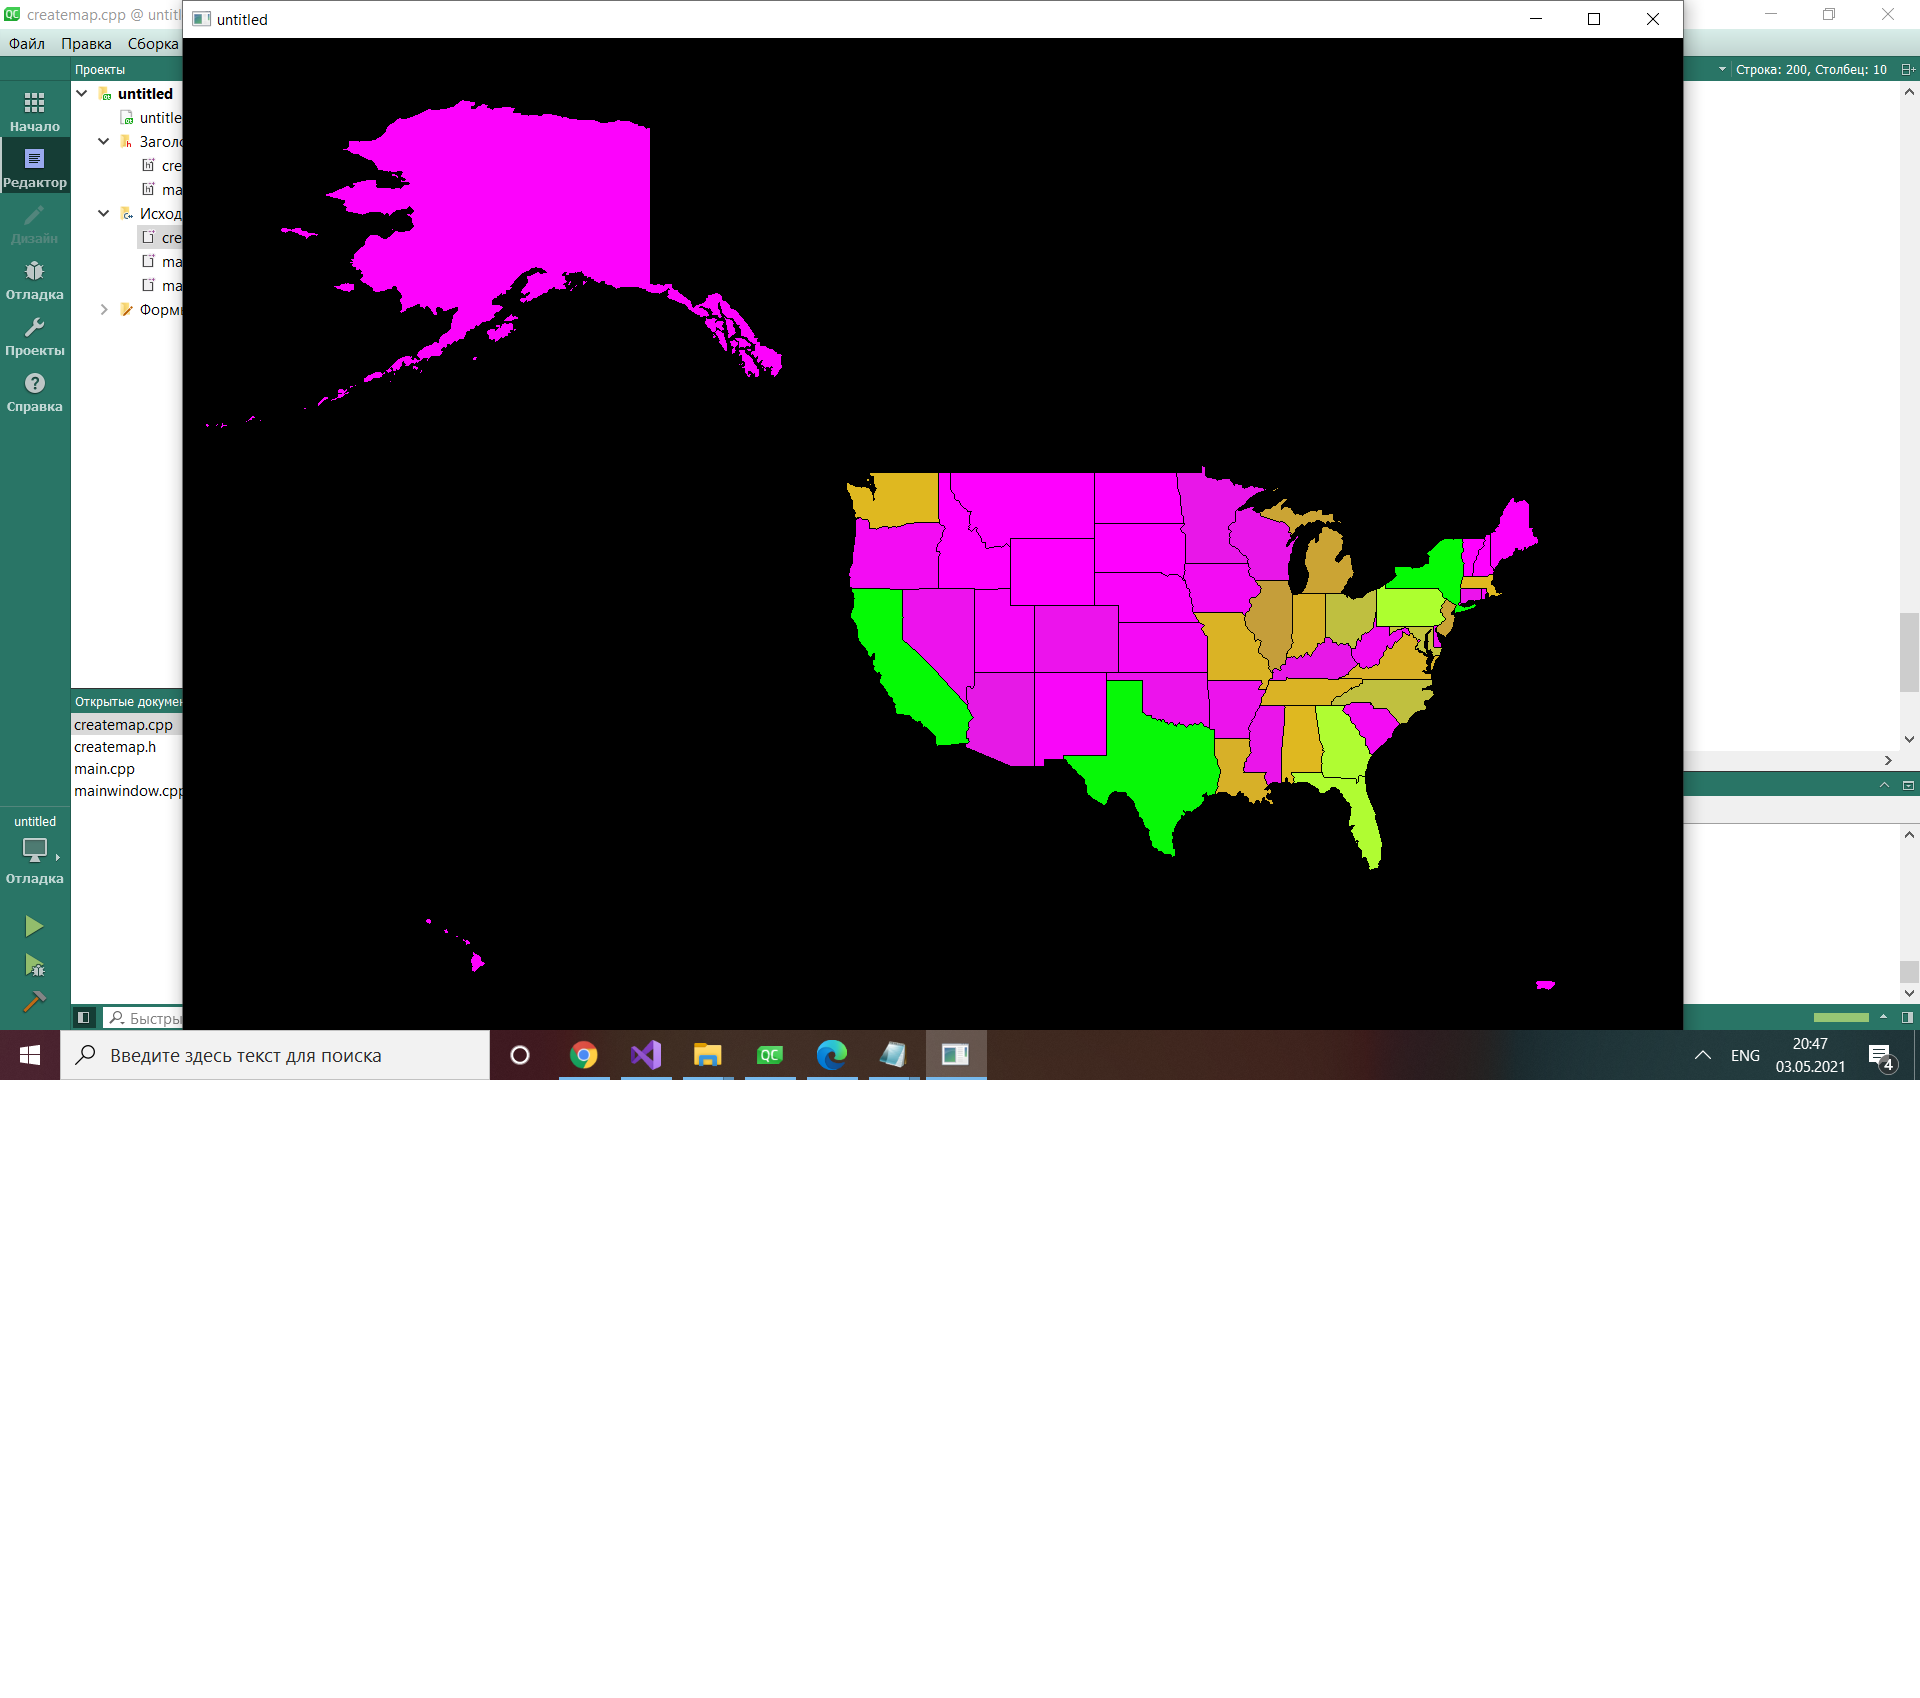 createmap.cpp @ untitl
untitled
Файл Правка Сборка
Проекты
Строка: 200, Столбец: 10
untitled
untitle
Начало
Заголо
cre
Редактор
ma
Исход
Дизайн
cre
ma
Отладка
ma
Форм
Проекты
Справка
Открытые докумен
createmap.cpp
createmap.h
main.cpp
mainwindow.cpp
untitled
Отладка
Быстры
Введите здесь текст для поиска
QC
ENG
20:47
03.05.2021
4